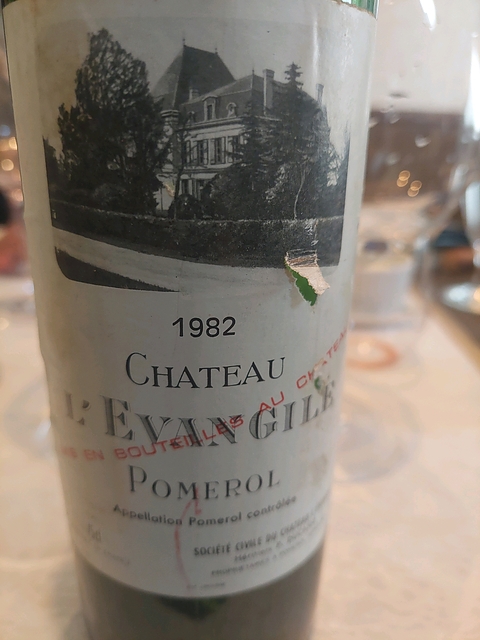 1982
CHATEAU
L'EVANGILE
MIS EN BOUTEILLES AU CHATEAU
POMEROL
Appellation Pomerol contrôlée
SOCIÉTÉ CIVILE DU CHATEAU